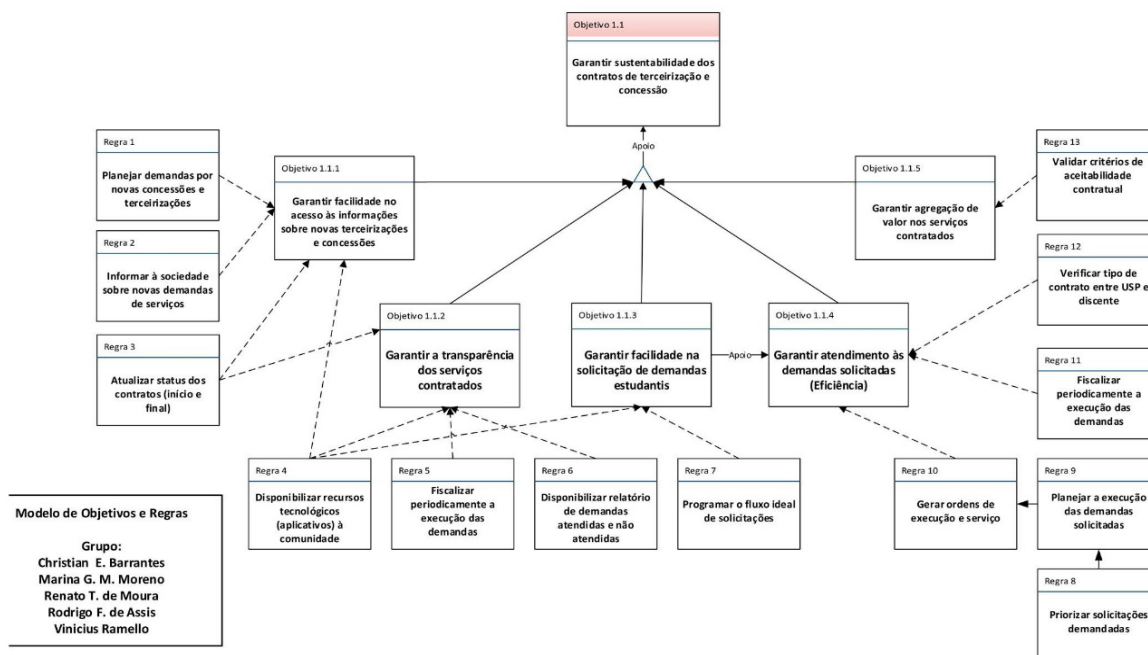 Objetivo 1.1
Garantir sustentabilidade dos
contratos de terceirização e
concessão
Apoio
Regra 1
Planejar demandas por
novas concessões e
terceirizações
Objetivo 1.1.1
Garantir facilidade no
acesso às informações
sobre novas terceirizações
e concessões
Objetivo 1.1.5
Garantir agregação de
valor nos serviços
contratados
Regra 13
Validar critérios de
aceitabilidade
contratual
Regra 2
Informar à sociedade
sobre novas demandas
de serviços
Regra 12
Verificar tipo de
contrato entre USP e
discente
Regra 3
Atualizar status dos
contratos (início e
final)
Objetivo 1.1.2
Garantir a transparência
dos serviços
contratados
Objetivo 1.1.3
Garantir facilidade na
solicitação de demandas
estudantis
Apoio
Objetivo 1.1.4
Garantir atendimento às
demandas solicitadas
(Eficiência)
Regra 11
Fiscalizar
periodicamente a
execução das
demandas
Regra 4
Disponibilizar recursos
tecnológicos
(aplicativos) à
comunidade
Regra 5
Fiscalizar
periodicamente a
execução das
demandas
Regra 6
Disponibilizar relatório
de demandas
atendidas e não
atendidas
Regra 7
Programar o fluxo ideal
de solicitações
Regra 10
Gerar ordens de
execução e serviço
Regra 9
Planejar a execução
das demandas
solicitadas
Regra 8
Priorizar solicitações
demandadas
Modelo de Objetivos e Regras
Grupo:
Christian E. Barrantes
Marina G. M. Moreno
Renato T. de Moura
Rodrigo F. de Assis
Vinicius Ramello